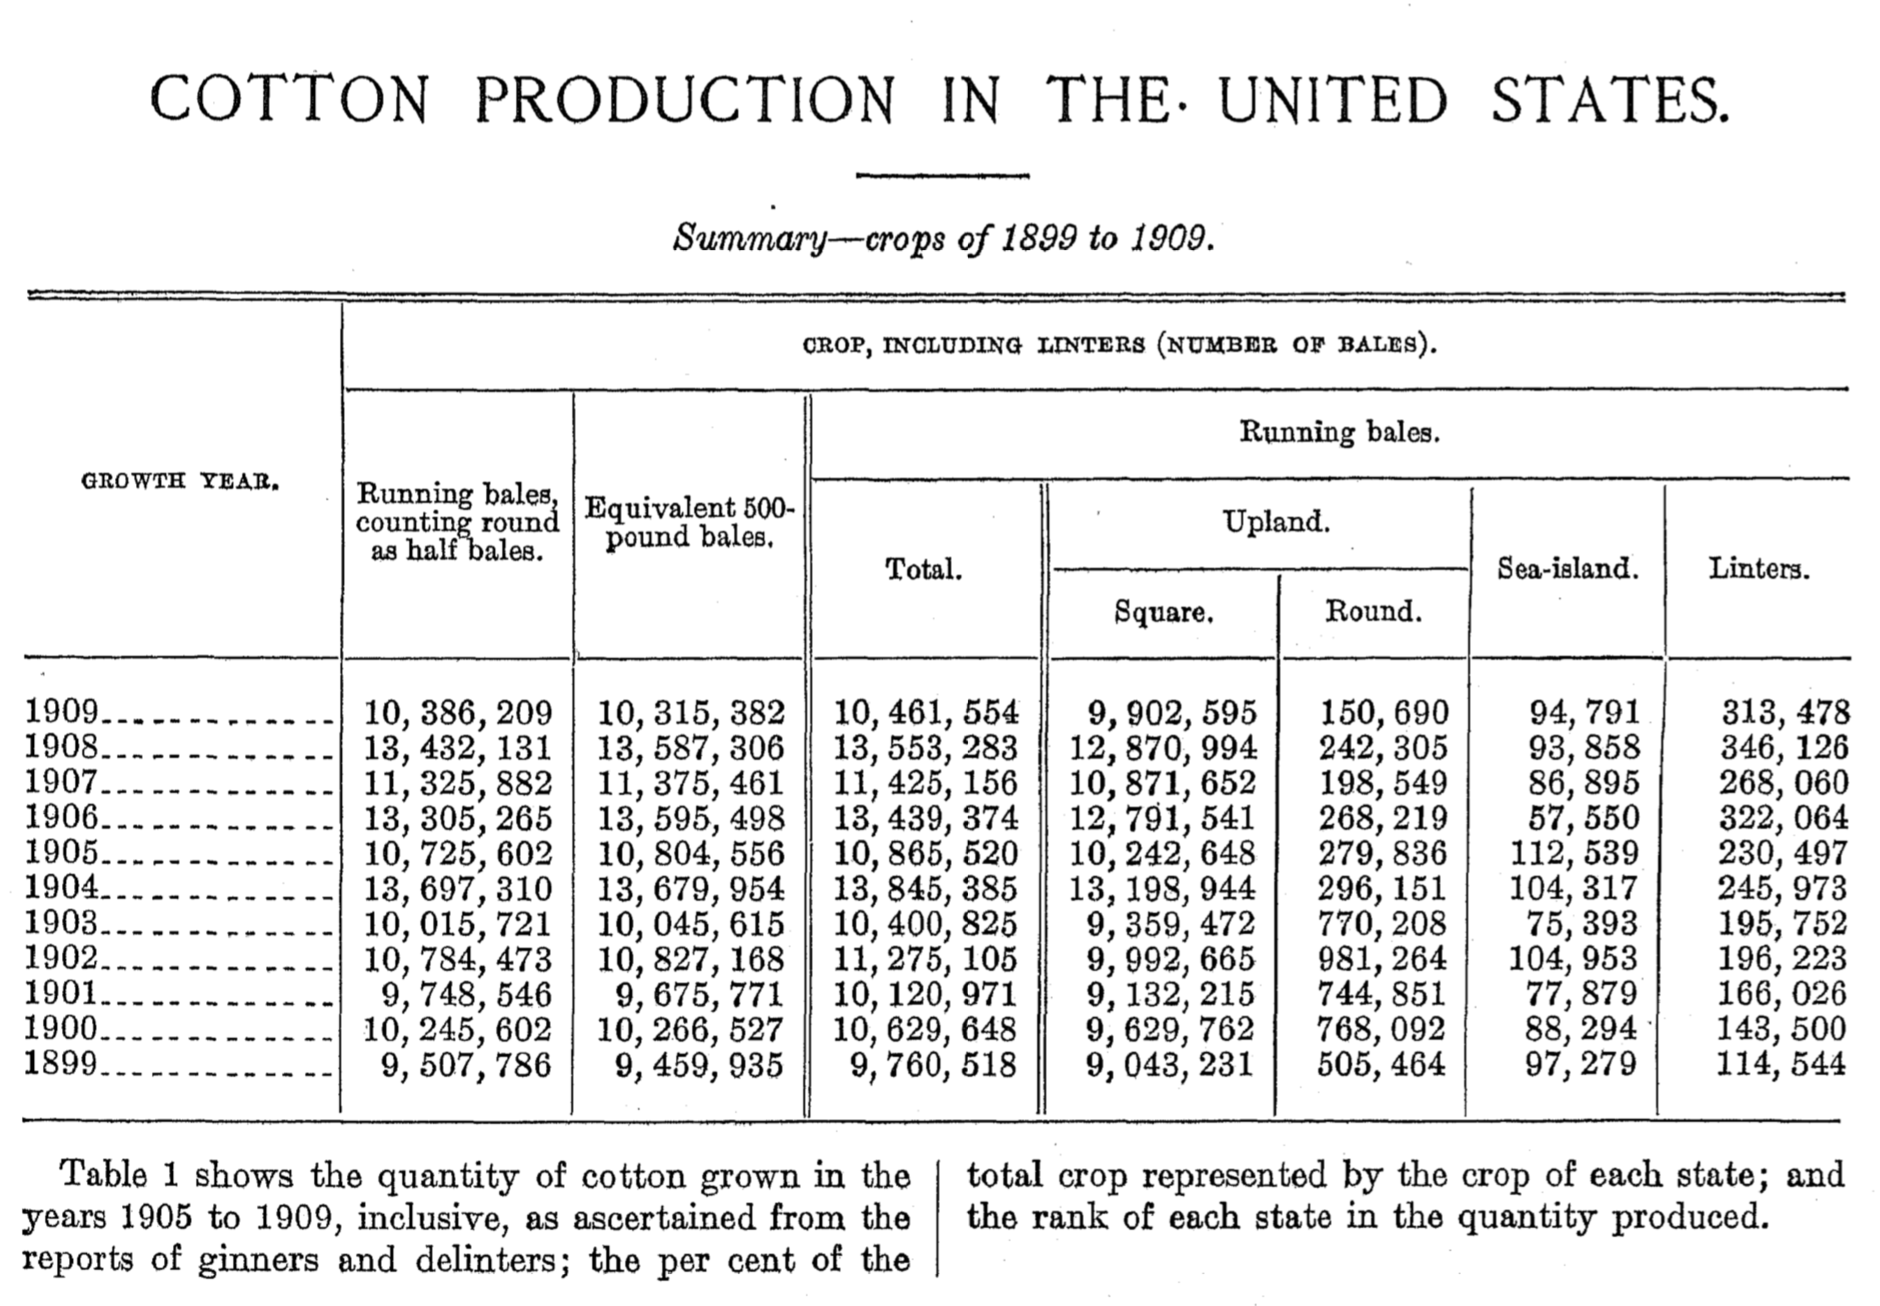 COTTON PRODUCTION IN THE UNITED STATES.
Summary—crops of 1899 to 1909.
CROP, INCLUDING LINTERS (NUMBER OF BALES).
GROWTH YEAR.
Running bales, counting round as half bales.
Equivalent 500-pound bales.
Running bales.
Total.
Upland.
Square.
Round.
Sea-island.
Linters.
1909 10,386,209 10,315,382 10,461,554 9,902,595 150,690 94,791 313,478
1908 13,432,131 13,587,306 13,553,283 12,870,994 242,305 93,858 346,126
1907 11,325,882 11,375,461 11,425,156 10,871,652 198,549 86,895 268,060
1906 13,305,265 13,595,498 13,439,374 12,791,541 268,219 57,550 322,064
1905 10,725,602 10,804,556 10,865,520 10,242,648 279,836 112,539 230,497
1904 13,697,310 13,679,954 13,845,385 13,198,944 296,151 104,317 245,973
1903 10,015,721 10,045,615 10,400,825 9,359,472 770,208 75,393 195,752
1902 10,784,473 10,827,168 11,275,105 9,992,665 981,264 104,953 196,223
1901 9,748,546 9,675,771 10,120,971 9,132,215 744,851 77,879 166,026
1900 10,245,602 10,266,527 10,629,648 9,629,762 768,092 88,294 143,500
1899 9,507,786 9,459,935 9,760,518 9,043,231 505,464 97,279 114,544
Table 1 shows the quantity of cotton grown in the
years 1905 to 1909, inclusive, as ascertained from the
reports of ginners and delinters; the per cent of the
total crop represented by the crop of each state; and
the rank of each state in the quantity produced.